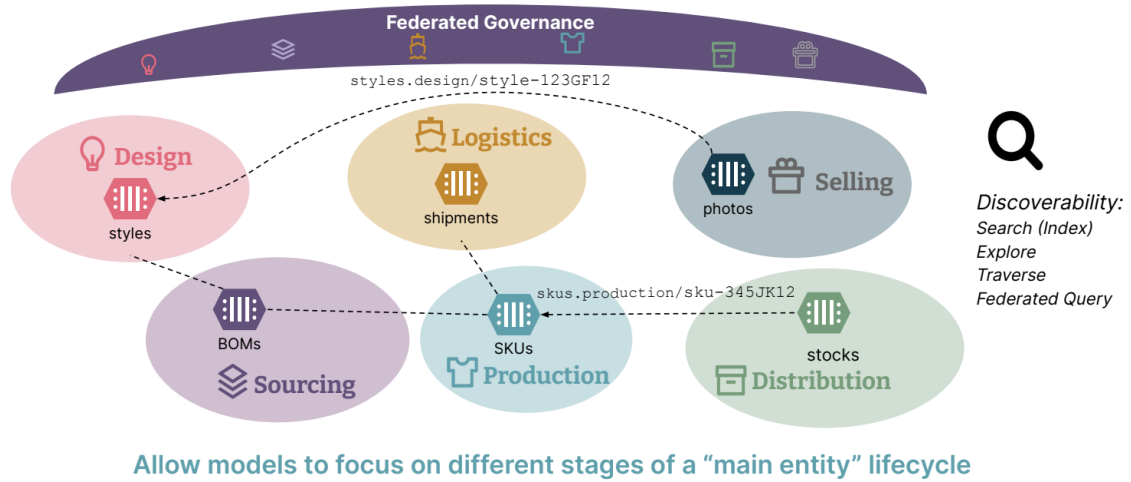 Federated Governance
styles.design/style-123GF12
Design
styles
Logistics
shipments
photos
Selling
Discoverability:
Search (Index)
Explore
Traverse
Federated Query
BOMs
Sourcing
skus.production/sku-345JK12
SKUs
Production
stocks
Distribution
Allow models to focus on different stages of a “main entity” lifecycle